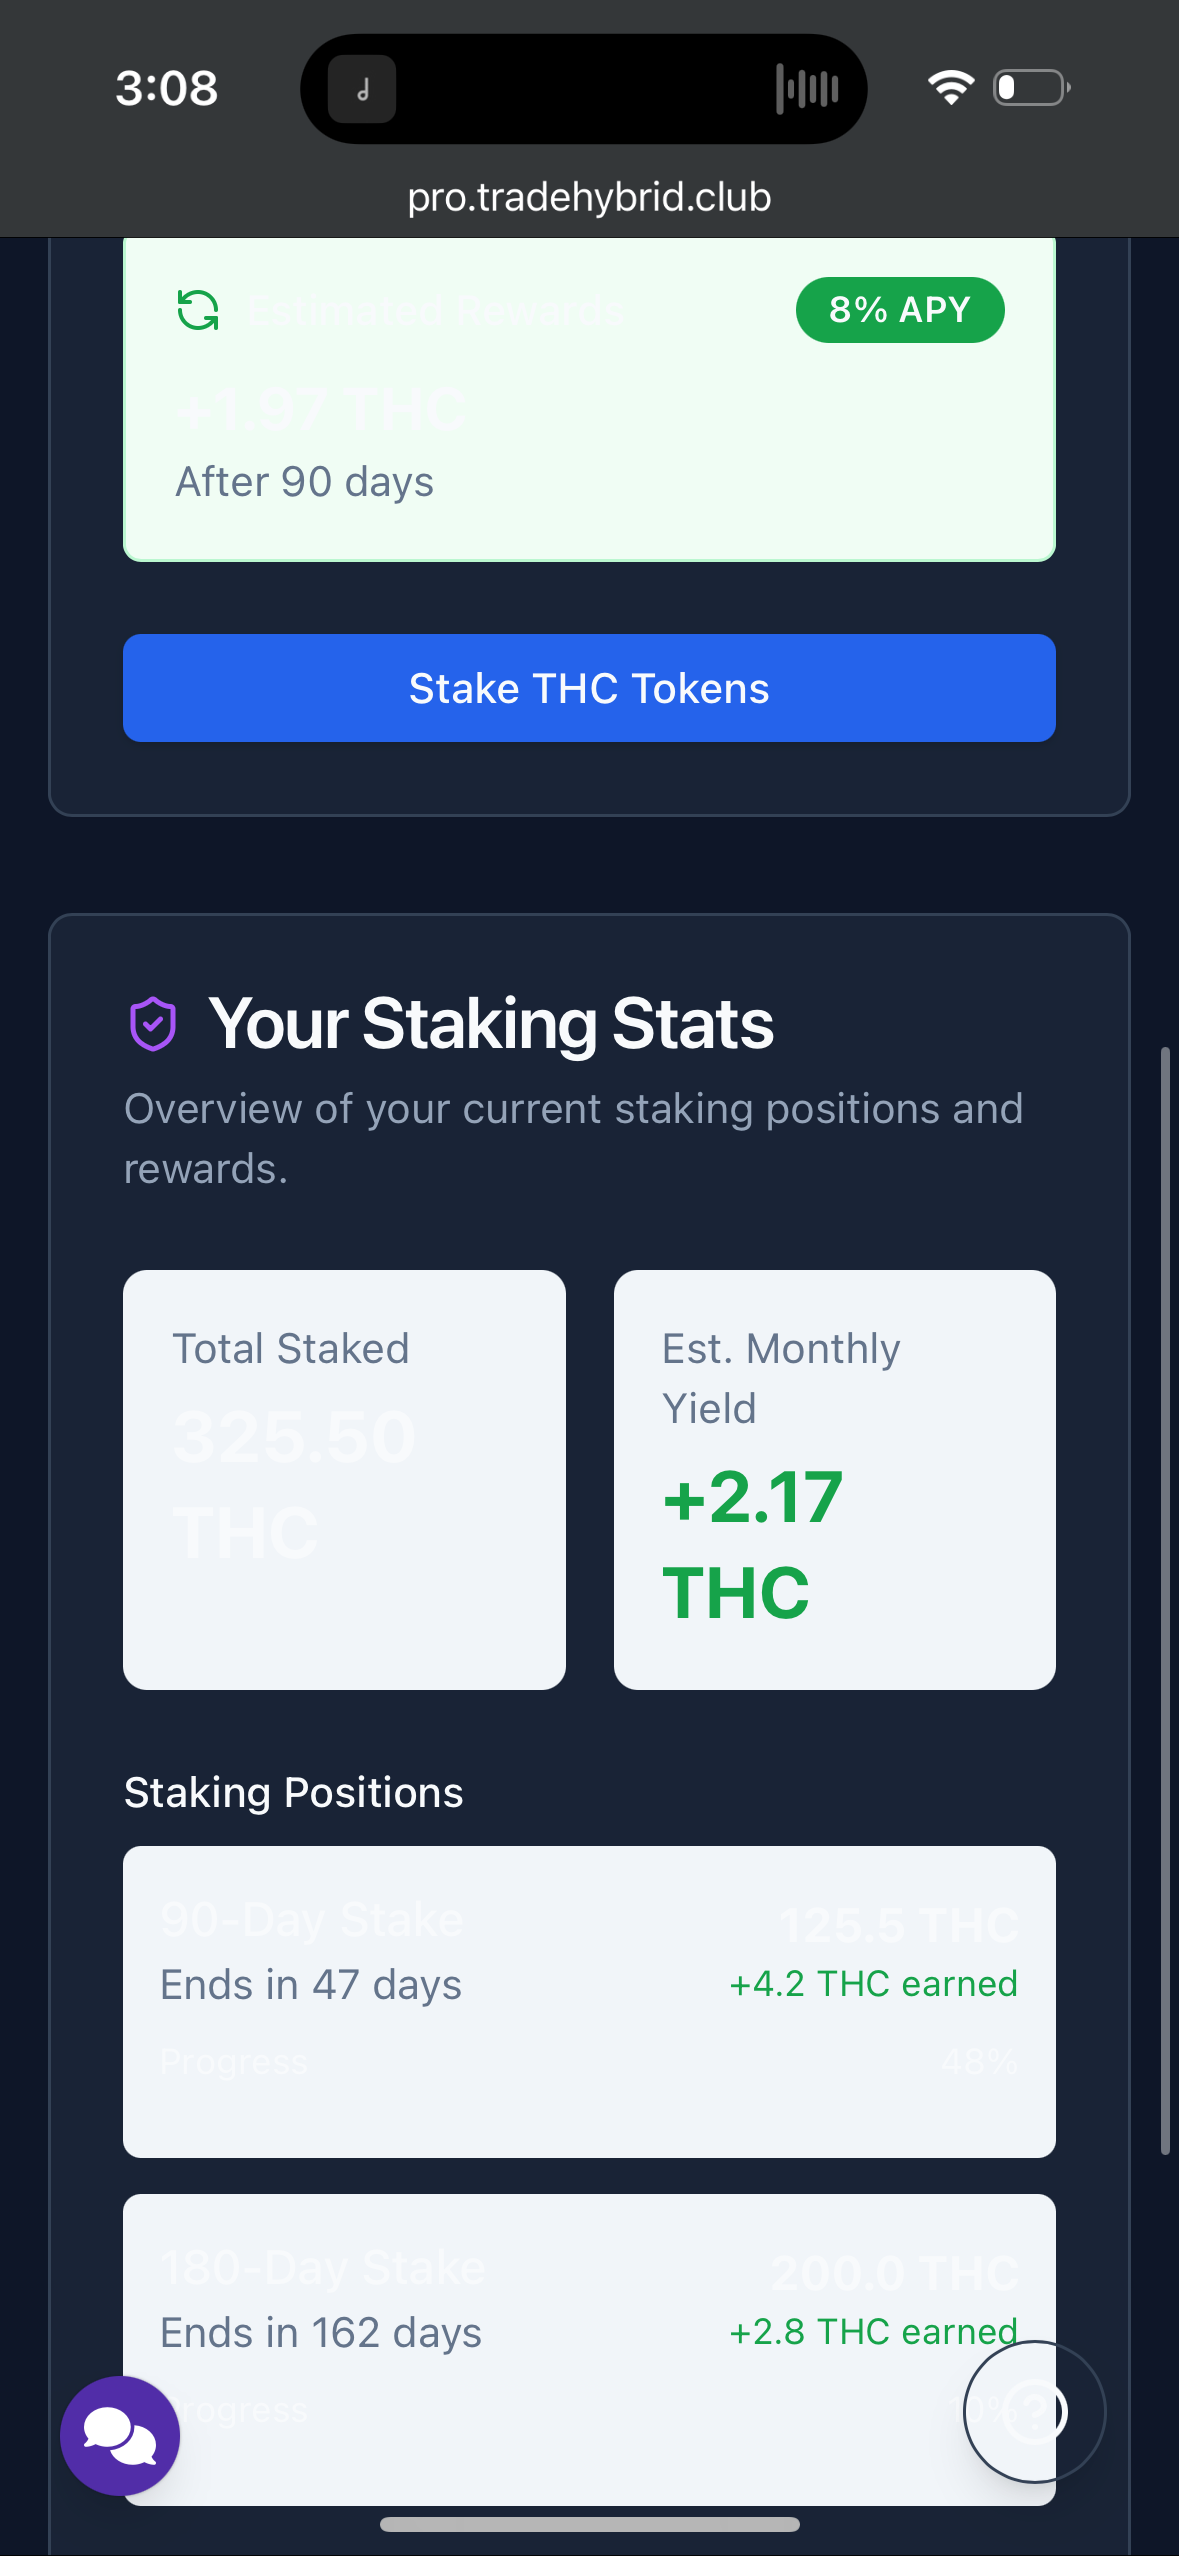 3:08
pro.tradehybrid.club
Estimated Rewards
8% APY
+1.97 THC
After 90 days
Stake THC Tokens
Your Staking Stats
Overview of your current staking positions and
rewards.
Total Staked
325.50
THC
Est. Monthly
Yield
+2.17
THC
Staking Positions
90-Day Stake
125.5 THC
Ends in 47 days
+4.2 THC earned
Progress
48%
180-Day Stake
200.0 THC
Ends in 162 days
+2.8 THC earned
Progress
10%